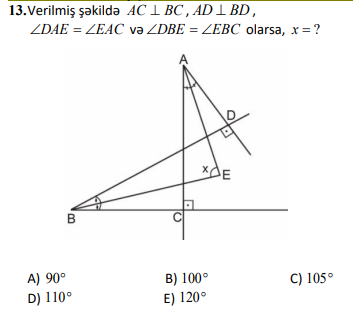 13.Verilmiş şəkildə AC ⊥ BC , AD ⊥ BD ,
∠DAE = ∠EAC və ∠DBE = ∠EBC olarsa, x = ?
A
D
x
E
B
C
A) 90° B) 100° C) 105°
D) 110° E) 120°